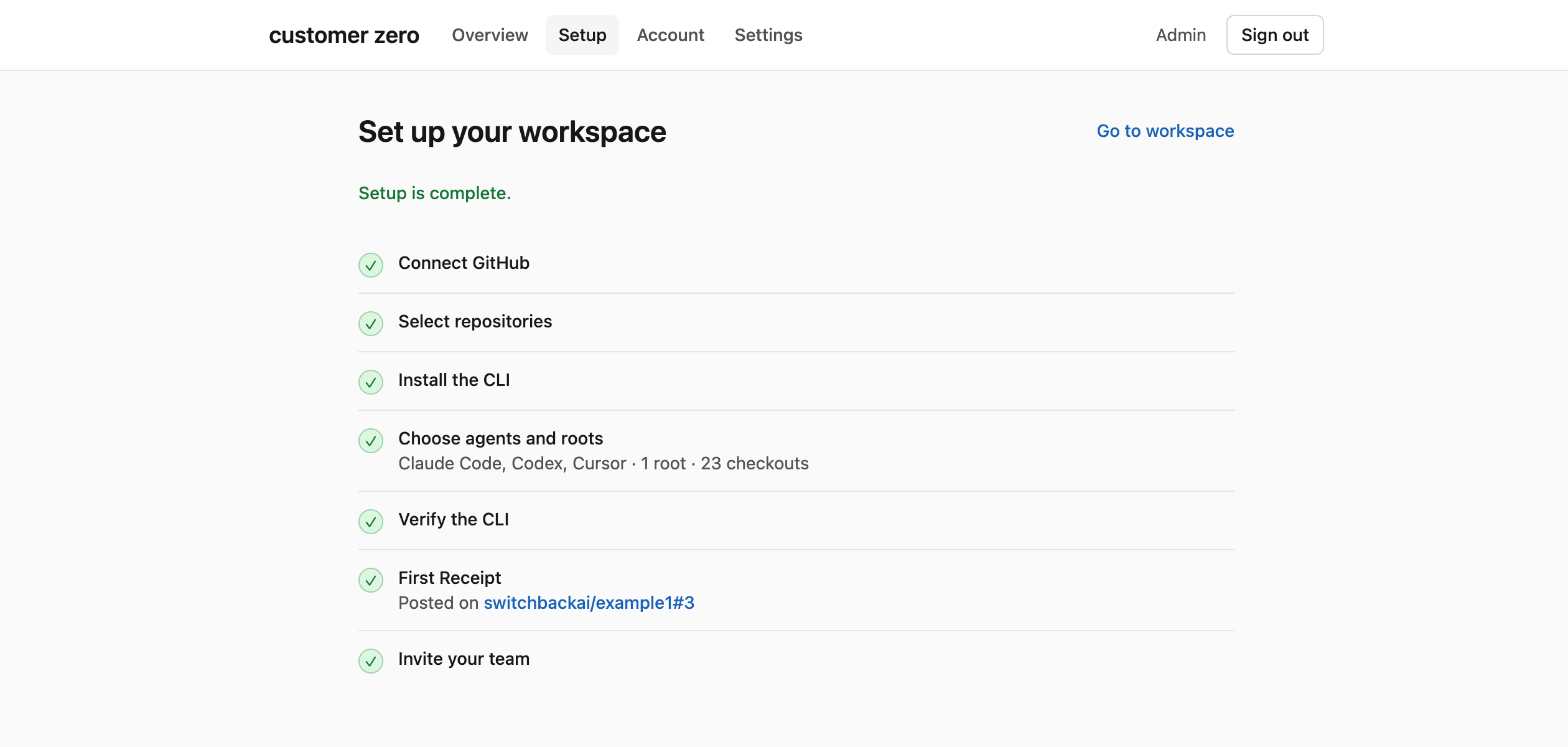 customer zero Overview Setup Account Settings Admin Sign out
Set up your workspace Go to workspace
Setup is complete.
Connect GitHub
Select repositories
Install the CLI
Choose agents and roots
Claude Code, Codex, Cursor · 1 root · 23 checkouts
Verify the CLI
First Receipt
Posted on switchbackai/example1#3
Invite your team